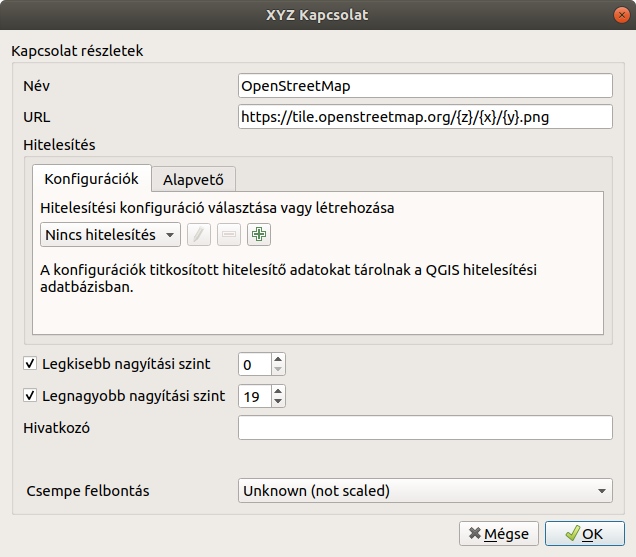 XYZ Kapcsolat
Kapcsolat részletek
Név OpenStreetMap
URL https://tile.openstreetmap.org/{z}/{x}/{y}.png
Hitelesítés
Konfigurációk Alapvető
Hitelesítési konfiguráció választása vagy létrehozása
Nincs hitelesítés
A konfigurációk titkosított hitelesítő adatokat tárolnak a QGIS hitelesítési
adatbázisban.
Legkisebb nagyítási szint 0
Legnagyobb nagyítási szint 19
Hivatkozó
Csempe felbontás Unknown (not scaled)
Mégse OK